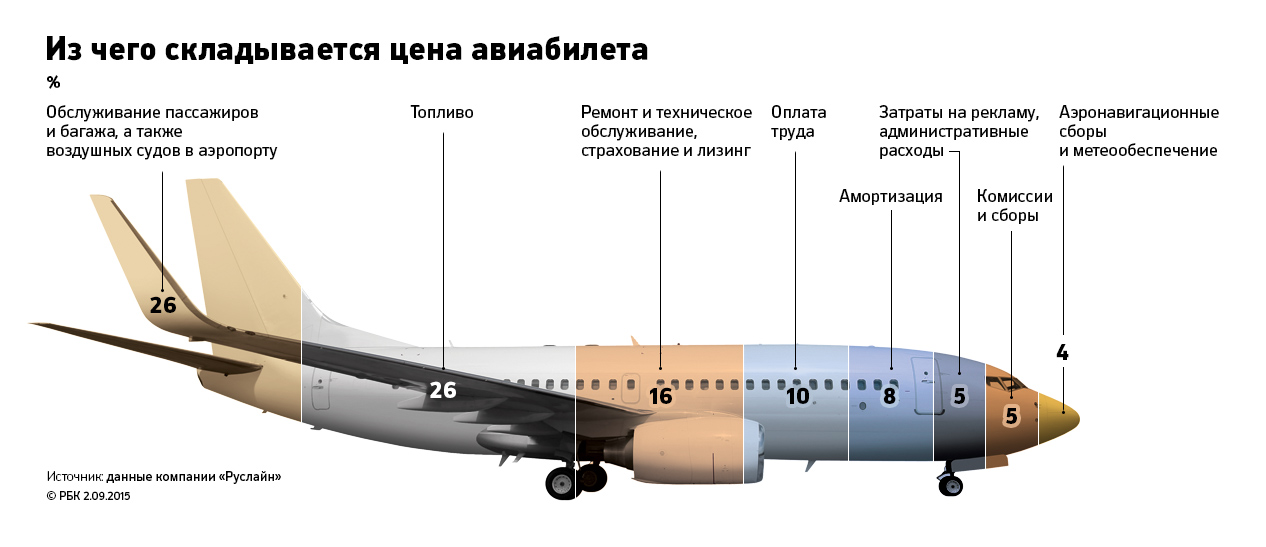 Из чего складывается цена авиабилета
%
Обслуживание пассажиров
и багажа, а также
воздушных судов в аэропорту
Топливо
Ремонт и техническое
обслуживание,
страхование и лизинг
Оплата
труда
Затраты на рекламу,
административные
расходы
Аэронавигационные
сборы
и метеообеспечение
Амортизация
Комиссии
и сборы
26
26
16
10
8
5
5
4
Источник: данные компании «Руслайн»
© РБК 2.09.2015